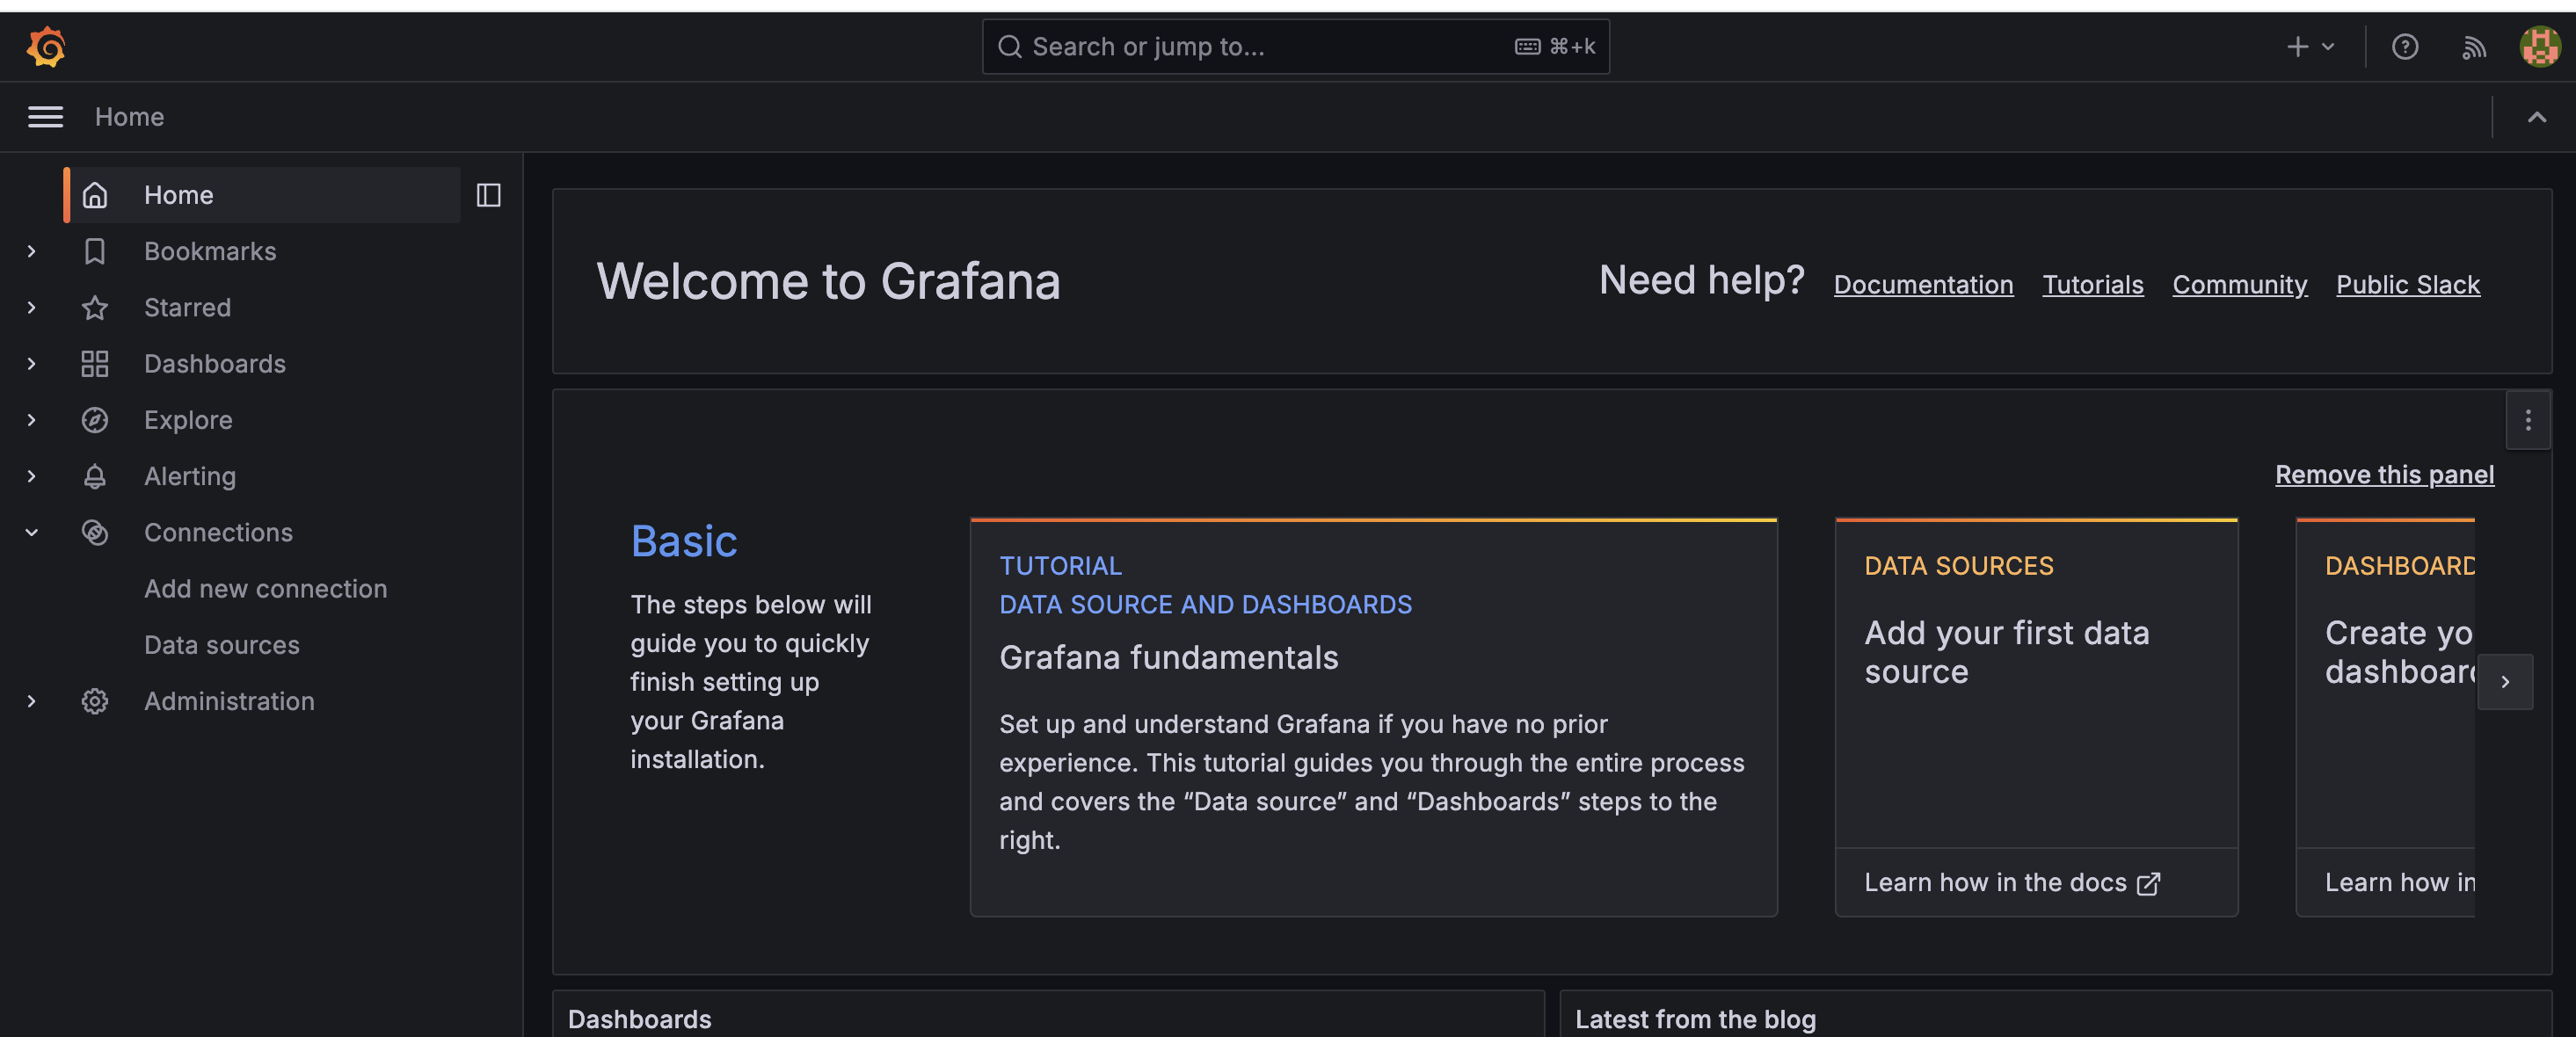 Search or jump to...
⌘+k
Home
Home
Bookmarks
Starred
Dashboards
Explore
Alerting
Connections
Add new connection
Data sources
Administration
Welcome to Grafana
Need help?
Documentation
Tutorials
Community
Public Slack
Remove this panel
Basic
The steps below will
guide you to quickly
finish setting up
your Grafana
installation.
TUTORIAL
DATA SOURCE AND DASHBOARDS
Grafana fundamentals
Set up and understand Grafana if you have no prior
experience. This tutorial guides you through the entire process
and covers the “Data source” and “Dashboards” steps to the
right.
DATA SOURCES
Add your first data
source
Learn how in the docs
DASHBOARD
Create yo
dashboard
Learn how in
Dashboards
Latest from the blog